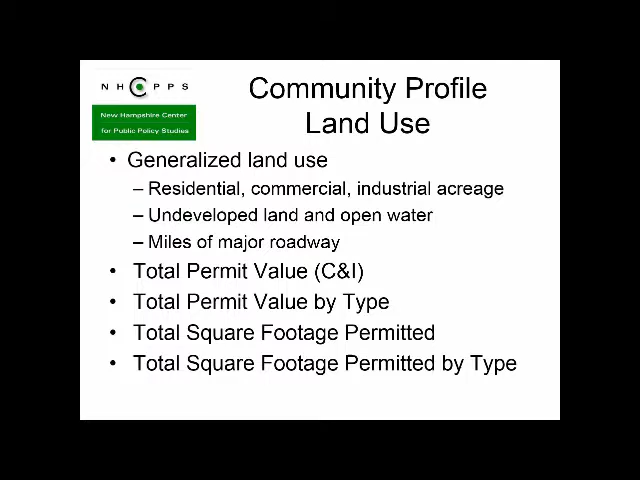 NHCPPS
New Hampshire Center
for Public Policy Studies
Community Profile
Land Use
• Generalized land use
– Residential, commercial, industrial acreage
– Undeveloped land and open water
– Miles of major roadway
• Total Permit Value (C&I)
• Total Permit Value by Type
• Total Square Footage Permitted
• Total Square Footage Permitted by Type